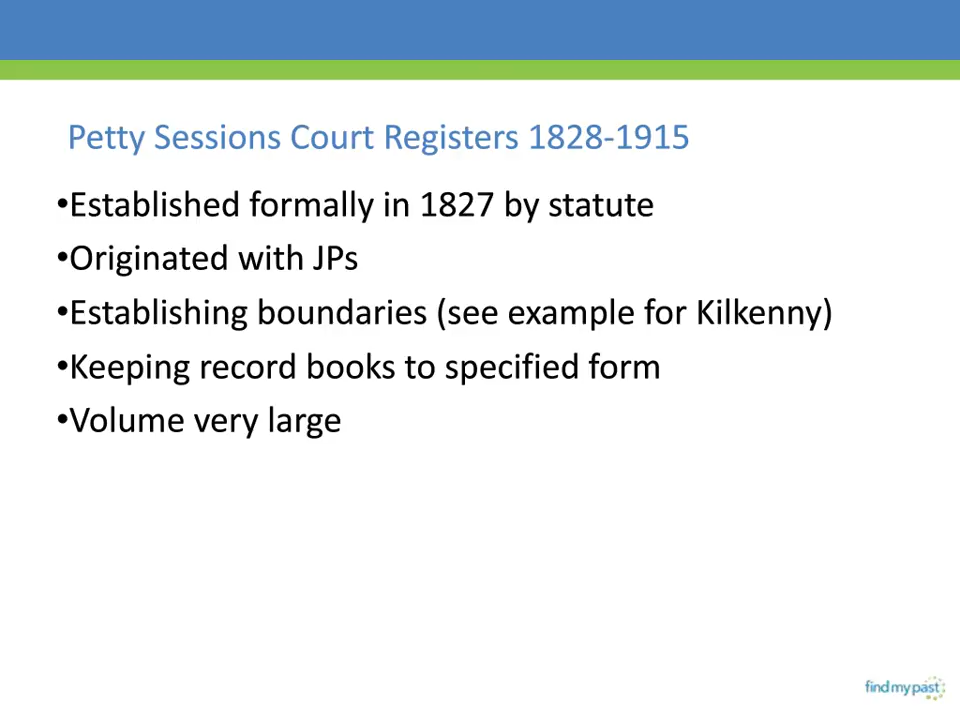 Petty Sessions Court Registers 1828-1915
•Established formally in 1827 by statute
•Originated with JPs
•Establishing boundaries (see example for Kilkenny)
•Keeping record books to specified form
•Volume very large
findmypast